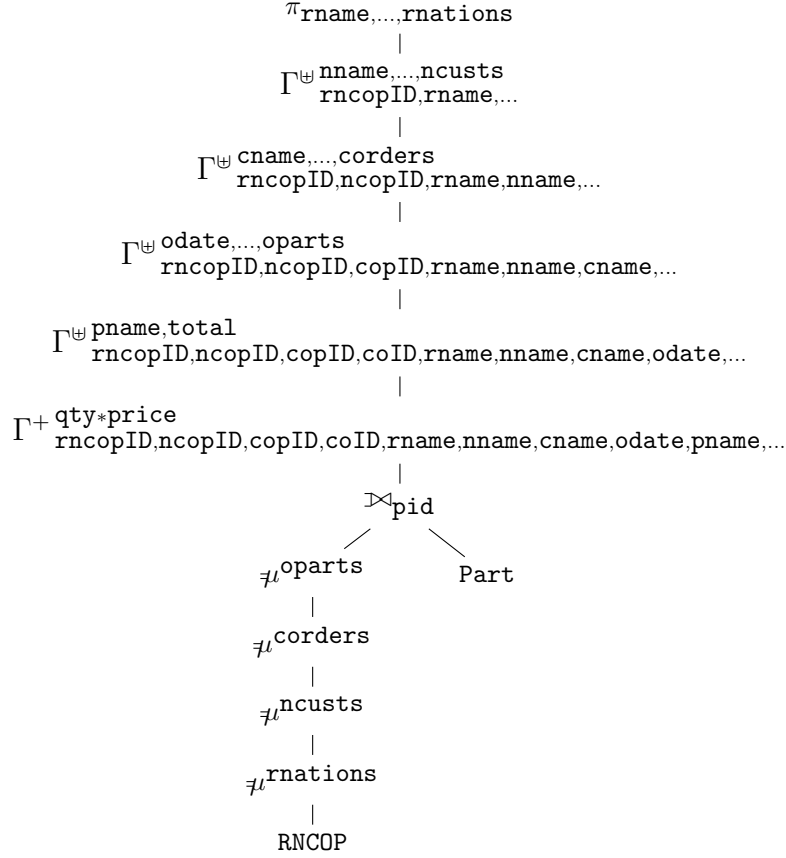 π rname,...,rnations
Γ⊎ nname,...,ncusts
rncopID,rname,...
Γ⊎ cname,...,corders
rncopID,ncopID,rname,nname,...
Γ⊎ odate,...,oparts
rncopID,ncopID,copID,rname,nname,cname,...
Γ⊎ pname,total
rncopID,ncopID,copID,coID,rname,nname,cname,odate,...
Γ+ qty*price
rncopID,ncopID,copID,coID,rname,nname,cname,odate,pname,...
⟕pid
μ oparts Part
μ corders
μ ncusts
μ rnations
RNCOP